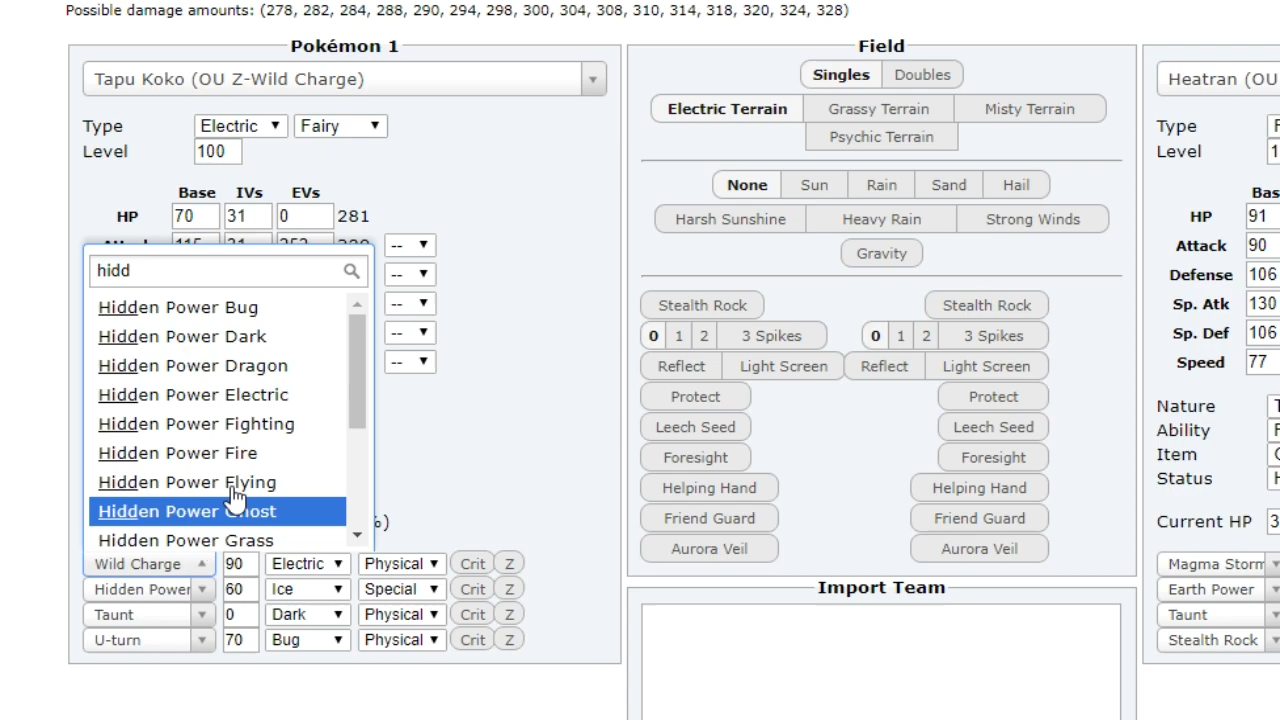 Possible damage amounts: (278, 282, 284, 288, 290, 294, 298, 300, 304, 308, 310, 314, 318, 320, 324, 328)
Pokémon 1
Tapu Koko (OU Z-Wild Charge)
Type Electric Fairy
Level 100
Base IVs EVs
HP 70 31 0 281
--
hidd
--
Hidden Power Bug
--
Hidden Power Dark
--
Hidden Power Dragon
--
Hidden Power Electric
Hidden Power Fighting
Hidden Power Fire
Hidden Power Flying
Hidden Power Ghost
Hidden Power Grass
%)
Wild Charge 90 Electric Physical Crit Z
Hidden Power 60 Ice Special Crit Z
Taunt 0 Dark Physical Crit Z
U-turn 70 Bug Physical Crit Z
Field
Singles Doubles
Electric Terrain Grassy Terrain Misty Terrain
Psychic Terrain
None Sun Rain Sand Hail
Harsh Sunshine Heavy Rain Strong Winds
Gravity
Stealth Rock Stealth Rock
0 1 2 3 Spikes 0 1 2 3 Spikes
Reflect Light Screen Reflect Light Screen
Protect Protect
Leech Seed Leech Seed
Foresight Foresight
Helping Hand Helping Hand
Friend Guard Friend Guard
Aurora Veil Aurora Veil
Import Team
Heatran (OU
Type F
Level 1
Bas
HP 91
Attack 90
Defense 106
Sp. Atk 130
Sp. Def 106
Speed 77
Nature T
Ability F
Item
Status H
Current HP 3
Magma Storm
Earth Power
Taunt
Stealth Rock